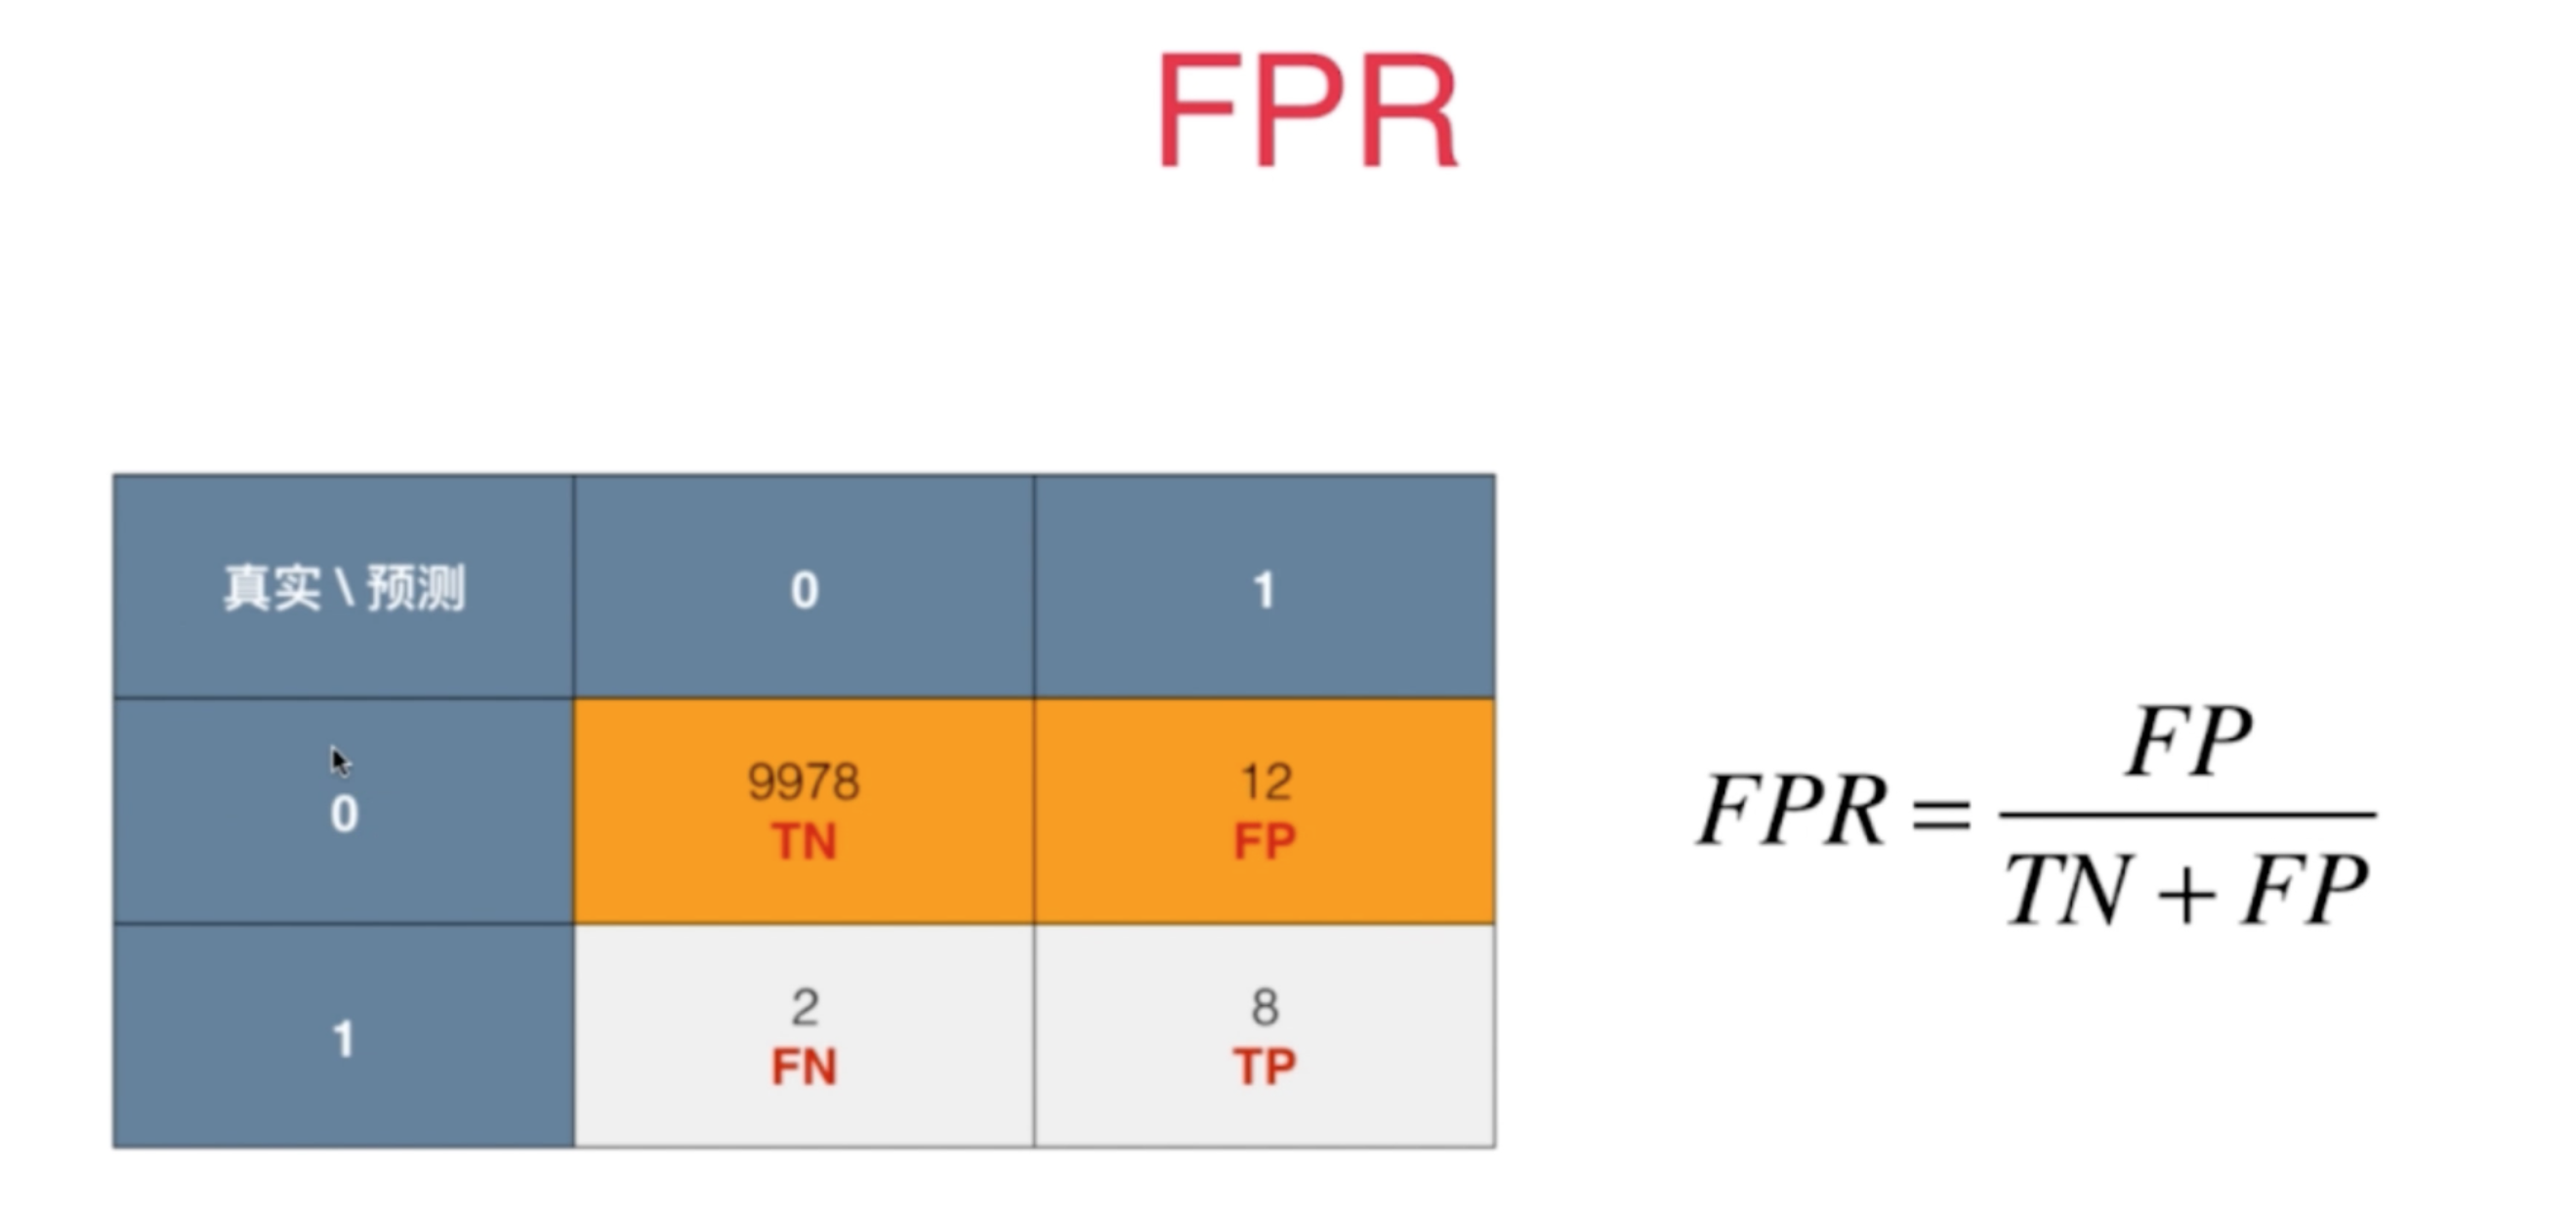 FPR
真实 \ 预测 0 1
0 9978 TN 12 FP
1 2 FN 8 TP
FPR = FP / (TN + FP)